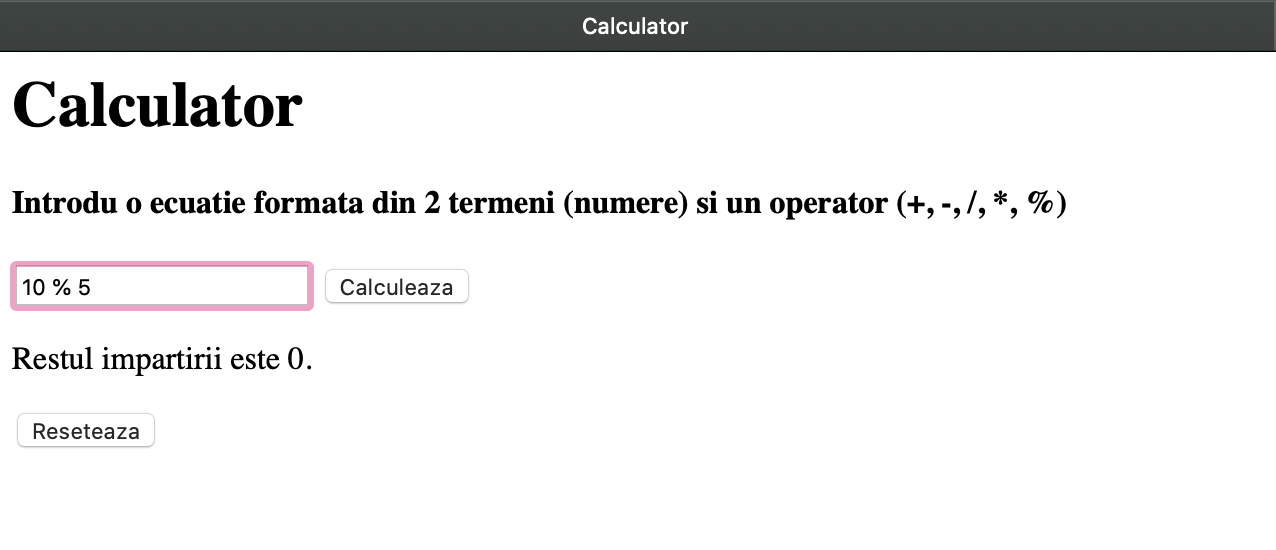 Calculator
Calculator
Introdu o ecuatie formata din 2 termeni (numere) si un operator (+, -, /, *, %)
10 % 5 Calculeaza
Restul impartirii este 0.
Reseteaza